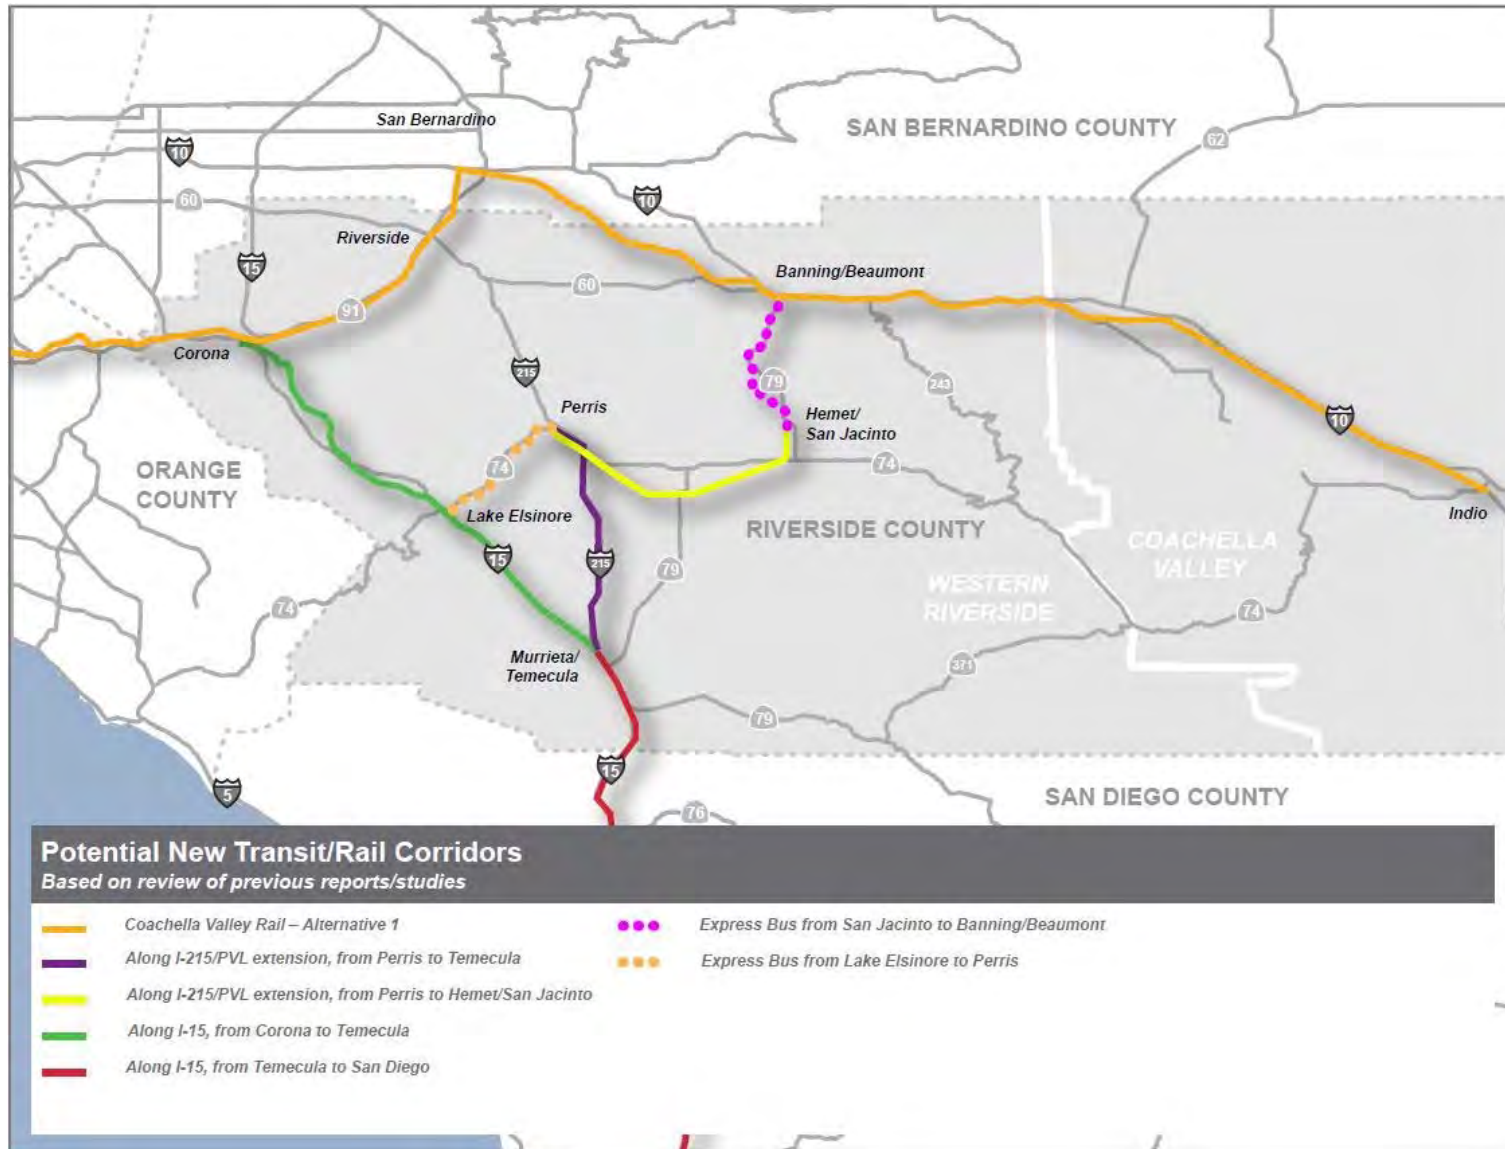 San Bernardino
SAN BERNARDINO COUNTY
62
10
10
60
Riverside
15
Banning/Beaumont
60
91
Corona
215
79
243
Perris
Hemet/
San Jacinto
10
ORANGE
COUNTY
74
74
Lake Elsinore
RIVERSIDE COUNTY
Indio
15
215
79
COACHELLA
VALLEY
WESTERN
RIVERSIDE
74
74
Murrieta/
Temecula
371
79
15
5
76
SAN DIEGO COUNTY
Potential New Transit/Rail Corridors
Based on review of previous reports/studies
Coachella Valley Rail – Alternative 1
Along I-215/PVL extension, from Perris to Temecula
Along I-215/PVL extension, from Perris to Hemet/San Jacinto
Along I-15, from Corona to Temecula
Along I-15, from Temecula to San Diego
Express Bus from San Jacinto to Banning/Beaumont
Express Bus from Lake Elsinore to Perris